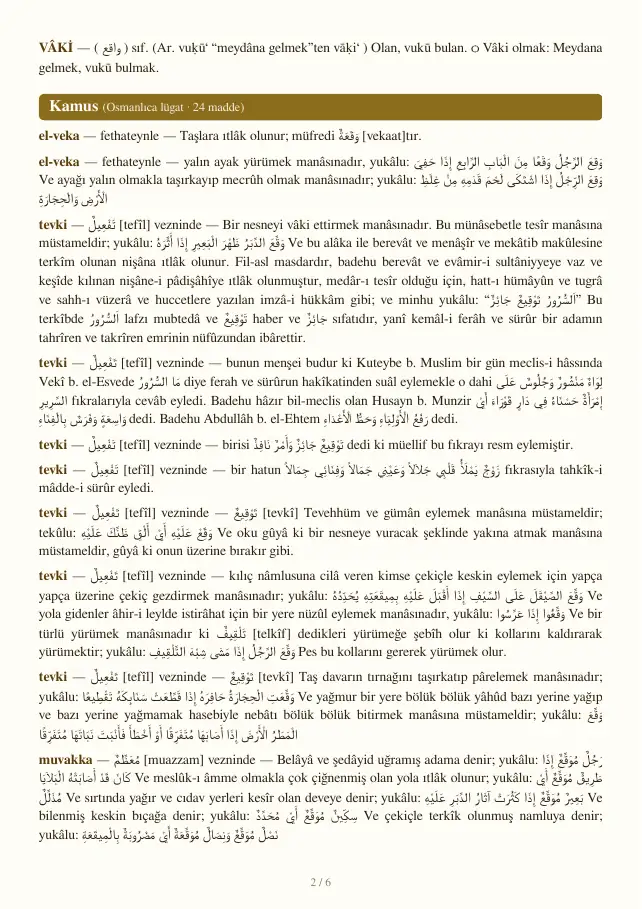 VÂKİ — ( واقع ) sıf. (Ar. vuḳū‘ “meydâna gelmek”ten vāḳi‘ ) Olan, vukū bulan. ○ Vâki olmak: Meydana
gelmek, vukū bulmak.
Kamus (Osmanlıca lügat · 24 madde)
el-veka — fethateynle — Taşlara ıtlâk olunur; müfredi وَقَعَةٌ [vekaat]tır.
el-veka — fethateyne — yalın ayak yürümek manâsınadır, yukâlu: وَقِعَ الرَّجُلُ وَقَعًا مِنَ الْبَابِ الرَّابِعِ إِذَا حَفِيَ
Ve ayağı yalın olmakla taşırkayıp mecrûh olmak manâsınadır; yukâlu: وَقِعَ الرَّجُلُ إِذَا اشْتَكَى لَحْمَ قَدَمِهِ مِنْ غِلَظِ
الْأَرْضِ وَالْحِجَارَةِ
tevki — تَفْعِيلٌ [tefîl] vezninde — Bir nesneyi vâki ettirmek manâsınadır. Bu münâsebetle tesîr manâsına
müstameldir; yukâlu: وَقَّعَ الدَّبَرُ ظَهْرَ الْبَعِيرِ إِذَا أَثَّرَهُ Ve bu alâka ile berevât ve menâşîr ve mekâtib makûlesine
terkîm olunan nişâna ıtlâk olunur. Fil-asl masdardır, badehu berevât ve evâmir-i sultâniyyeye vaz ve
keşîde kılınan nişâne-i pâdişâhîye ıtlâk olunmuştur, medâr-ı tesîr olduğu için, hatt-ı hümâyûn ve tugrâ
ve sahh-ı vüzerâ ve huccetlere yazılan imzâ-i hükkâm gibi; ve minhu yukâlu: “اَلسُّرُورُ تَوْقِيعٌ جَائِزٌ” Bu
terkîbde اَلسُّرُورُ lafzı mubtedâ ve تَوْقِيعٌ haber ve جَائِزٌ sıfatıdır, yanî kemâl-i ferâh ve sürûr bir adamın
tahrîren ve takrîren emrinin nüfûzundan ibârettir.
tevki — تَفْعِيلٌ [tefîl] vezninde — bunun menşei budur ki Kuteybe b. Muslim bir gün meclis-i hâssında
Vekî b. el-Esvede مَا السُّرُورُ diye ferah ve sürûrun hakîkatinden suâl eylemekle o dahi لِوَاءٌ مَنْشُورٌ وَجُلُوسٌ عَلَى
السَّرِيرِ fıkralarıyla cevâb eyledi. Badehu hâzır bil-meclis olan Husayn b. Munzir إِمْرَأَةٌ حَسْنَاءُ فِي دَارٍ قَوْرَاءَ أَيْ
وَاسِعَةٍ وَفَرَسٌ بِالْفِنَاءِ dedi. Badehu Abdullâh b. el-Ehtem رَفْعُ الْأَوْلِيَاءِ وَحَطُّ الْأَعْدَاءِ dedi.
tevki — تَفْعِيلٌ [tefîl] vezninde — birisi تَوْقِيعٌ جَائِزٌ وَأَمْرٌ نَافِذٌ dedi ki müellif bu fıkrayı resm eylemiştir.
tevki — تَفْعِيلٌ [tefîl] vezninde — bir hatun زَوْجٌ يَمْلَأُ قَلْبِي جَلَالاً وَعَيْنِي جَمَالاً وَفِنَائِي جِمَالاً fıkrasıyla tahkîk-i
mâdde-i sürûr eyledi.
tevki — تَفْعِيلٌ [tefîl] vezninde — تَوْقِيعٌ [tevkî] Tevehhüm ve gümân eylemek manâsına müstameldir;
tekûlu: وَقِّعْ عَلَيْهِ أَيْ أَلْقِ ظَنَّكَ عَلَيْهِ Ve oku gûyâ ki bir nesneye vuracak şeklinde yakına atmak manâsına
müstameldir, gûyâ ki onun üzerine bırakır gibi.
tevki — تَفْعِيلٌ [tefîl] vezninde — kılıç nâmlusuna cilâ veren kimse çekiçle keskin eylemek için yapça
yapça üzerine çekiç gezdirmek manâsınadır; yukâlu: وَقَّعَ الصَّيْقَلُ عَلَى السَّيْفِ إِذَا أَقْبَلَ عَلَيْهِ بِمِيقَعَتِهِ يُحَدِّدُهُ Ve
yola gidenler âhir-i leylde istirâhat için bir yere nüzûl eylemek manâsınadır, yukâlu: وَقَّعُوا إِذَا عَرَّسُوا Ve bir
türlü yürümek manâsınadır ki تَلْقِيفٌ [telkîf] dedikleri yürümeğe şebîh olur ki kollarını kaldırarak
yürümektir; yukâlu: وَقَّعَ الرَّجُلُ إِذَا مَشَى شِبْهَ التَّلْقِيفِ Pes bu kollarını gererek yürümek olur.
tevki — تَفْعِيلٌ [tefîl] vezninde — تَوْقِيعٌ [tevkî] Taş davarın tırnağını taşırkatıp pârelemek manâsınadır;
yukâlu: وَقَّعَتِ الْحِجَارَةُ حَافِرَهُ إِذَا قَطَّعَتْ سَنَابِكَهُ تَقْطِيعًا Ve yağmur bir yere bölük bölük yâhûd bazı yerine yağıp
ve bazı yerine yağmamak hasebiyle nebâtı bölük bölük bitirmek manâsına müstameldir; yukâlu: وَقَّعَ
الْمَطَرُ الْأَرْضَ إِذَا أَصَابَهَا مُتَفَرِّقًا أَوْ أَخْطَأَ فَأَنْبَتَ نَبَاتَهَا مُتَفَرِّقًا
muvakka — مُعَظَّمٌ [muazzam] vezninde — Belâyâ ve şedâyid uğramış adama denir; yukâlu: رَجُلٌ مُوَقَّعٌ إِذَا
كَانَ قَدْ أَصَابَتْهُ الْبَلَايَا Ve meslûk-i âmme olmakla çok çiğnenmiş olan yola ıtlâk olunur; yukâlu: طَرِيقٌ مُوَقَّعٌ أَيْ
مُذَلَّلٌ Ve sırtında yağır ve cıdav yerleri kesîr olan deveye denir; yukâlu: بَعِيرٌ مُوَقَّعٌ إِذَا كَثُرَتْ آثَارُ الدَّبَرِ عَلَيْهِ Ve
bilenmiş keskin bıçağa denir; yukâlu: سِكِّينٌ مُوَقَّعٌ أَيْ مُحَدَّدٌ Ve çekiçle terkîk olunmuş namluya denir;
yukâlu: نَصْلٌ مُوَقَّعٌ وَنِصَالٌ مُوَقَّعَةٌ أَيْ مَضْرُوبَةٌ بِالْمِيقَعَةِ
2 / 6